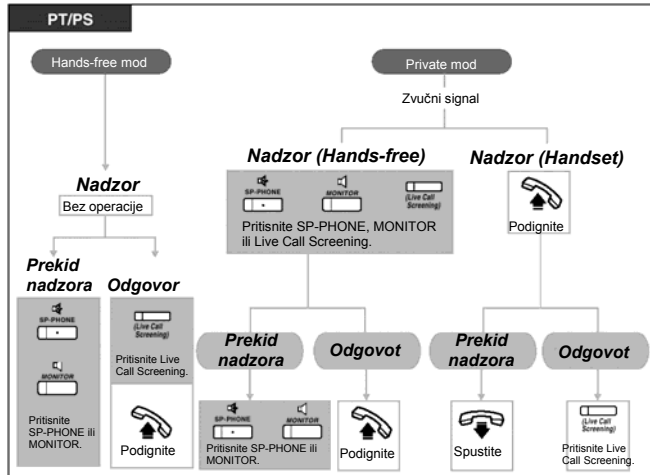 PT/PS
Hands-free mod
Private mod
Zvučni signal
Nadzor
Bez operacije
Prekid
nadzora
SP-PHONE
MONITOR
Pritisnite
SP-PHONE ili
MONITOR.
Odgovor
(Live Call
Screening)
Pritisnite Live
Call Screening.
Podignite
Nadzor (Hands-free)
SP-PHONE
MONITOR
(Live Call
Screening)
Pritisnite SP-PHONE, MONITOR
ili Live Call Screening.
Prekid
nadzora
SP-PHONE
MONITOR
Pritisnite SP-PHONE ili
MONITOR.
Odgovot
Podignite
Nadzor (Handset)
Podignite
Prekid
nadzora
Spustite
Odgovot
(Live Call
Screening)
Pritisnite Live
Call Screening.